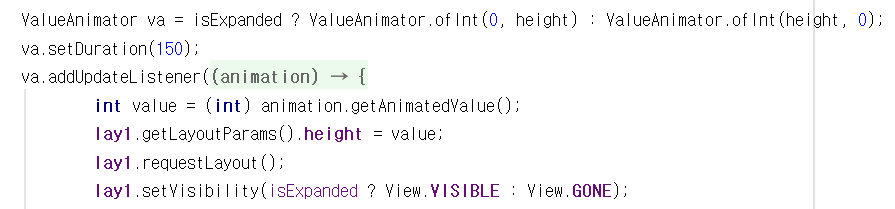 ValueAnimator va = isExpanded ? ValueAnimator.ofInt(0, height) : ValueAnimator.ofInt(height, 0);
va.setDuration(150);
va.addUpdateListener((animation) → {
int value = (int) animation.getAnimatedValue();
lay1.getLayoutParams().height = value;
lay1.requestLayout();
lay1.setVisibility(isExpanded ? View.VISIBLE : View.GONE);